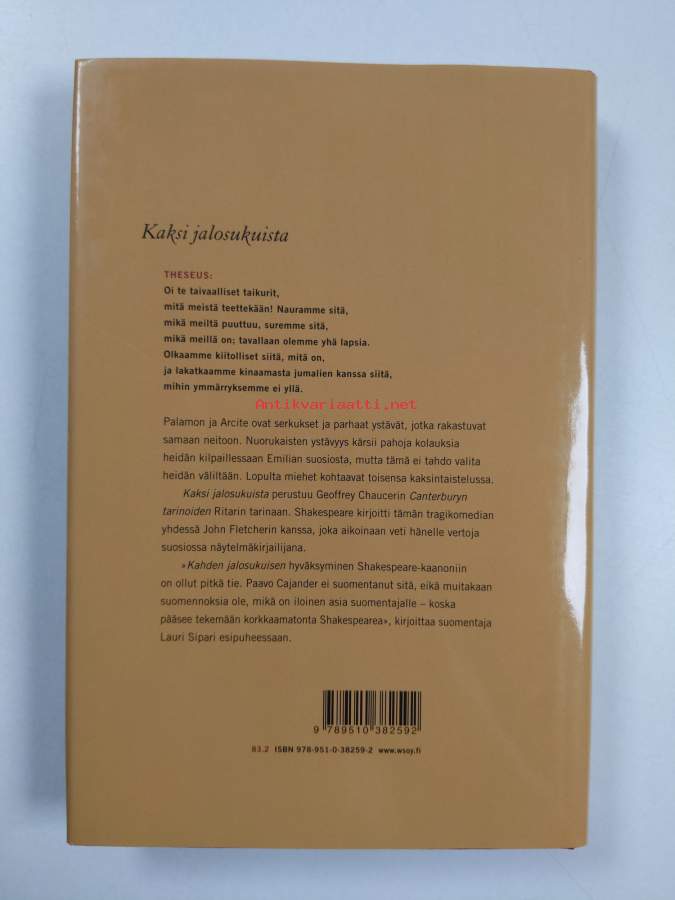 Kaksi jalosukuista
THESEUS:
Oi te taivaalliset taikurit,
mitä meistä teettekään! Nauramme sitä,
mikä meiltä puuttuu, suremme sitä,
mikä meillä on; tavallaan olemme yhä lapsia.
Olkaamme kiitolliset siitä, mitä on,
ja lakatkaamme kinaamasta jumalien kanssa siitä,
mihin ymmärryksemme ei yllä.
Antikvariaatti.net
Palamon ja Arcite ovat serkukset ja parhaat ystävät, jotka rakastuvat
samaan neitoon. Nuorukaisten ystävyys kärsii pahoja kolauksia
heidän kilpaillessaan Emilian suosiosta, mutta tämä ei tahdo valita
heidän väliltään. Lopulta miehet kohtaavat toisensa kaksintaistelussa.
Kaksi jalosukuista perustuu Geoffrey Chaucerin Canterburyn
tarinoiden Ritarin tarinaan. Shakespeare kirjoitti tämän tragikomedian
yhdessä John Fletcherin kanssa, joka aikoinaan veti hänelle vertoja
suosiossa näytelmäkirjailijana.
»Kahden jalosukuisen hyväksyminen Shakespeare-kaanoniin
on ollut pitkä tie. Paavo Cajander ei suomentanut sitä, eikä muitakaan
suomennoksia ole, mikä on iloinen asia suomentajalle – koska
pääsee tekemään korkkaamatonta Shakespearea», kirjoittaa suomentaja
Lauri Sipari esipuheessaan.
9 789510 382592
83.2 ISBN 978-951-0-38259-2 www.wsoy.fi